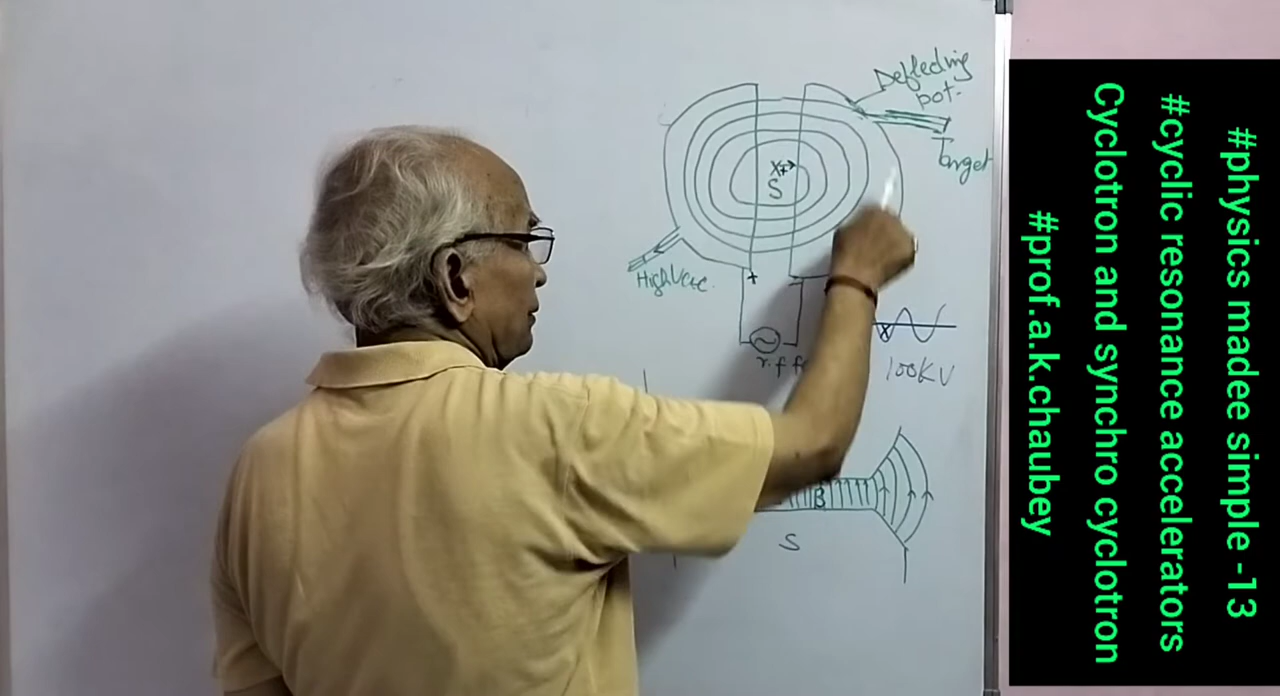 Deflecting
pot.
Target
X
S
+
High Vac.
r.f
100KV
B
S
#physics madee simple -13
#cyclic resonance accelerators
Cyclotron and synchro cyclotron
#prof.a.k.chaubey